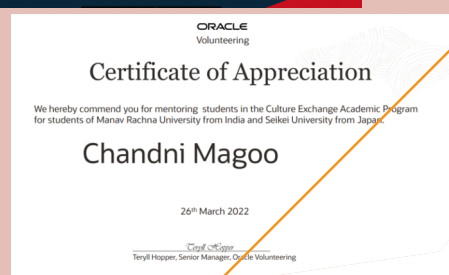 ORACLE
Volunteering
Certificate of Appreciation
We hereby commend you for mentoring students in the Culture Exchange Academic Program
for students of Manav Rachna University from India and Seikei University from Japan.
Chandni Magoo
26th March 2022
Teryll Hopper
Teryll Hopper, Senior Manager, Oracle Volunteering